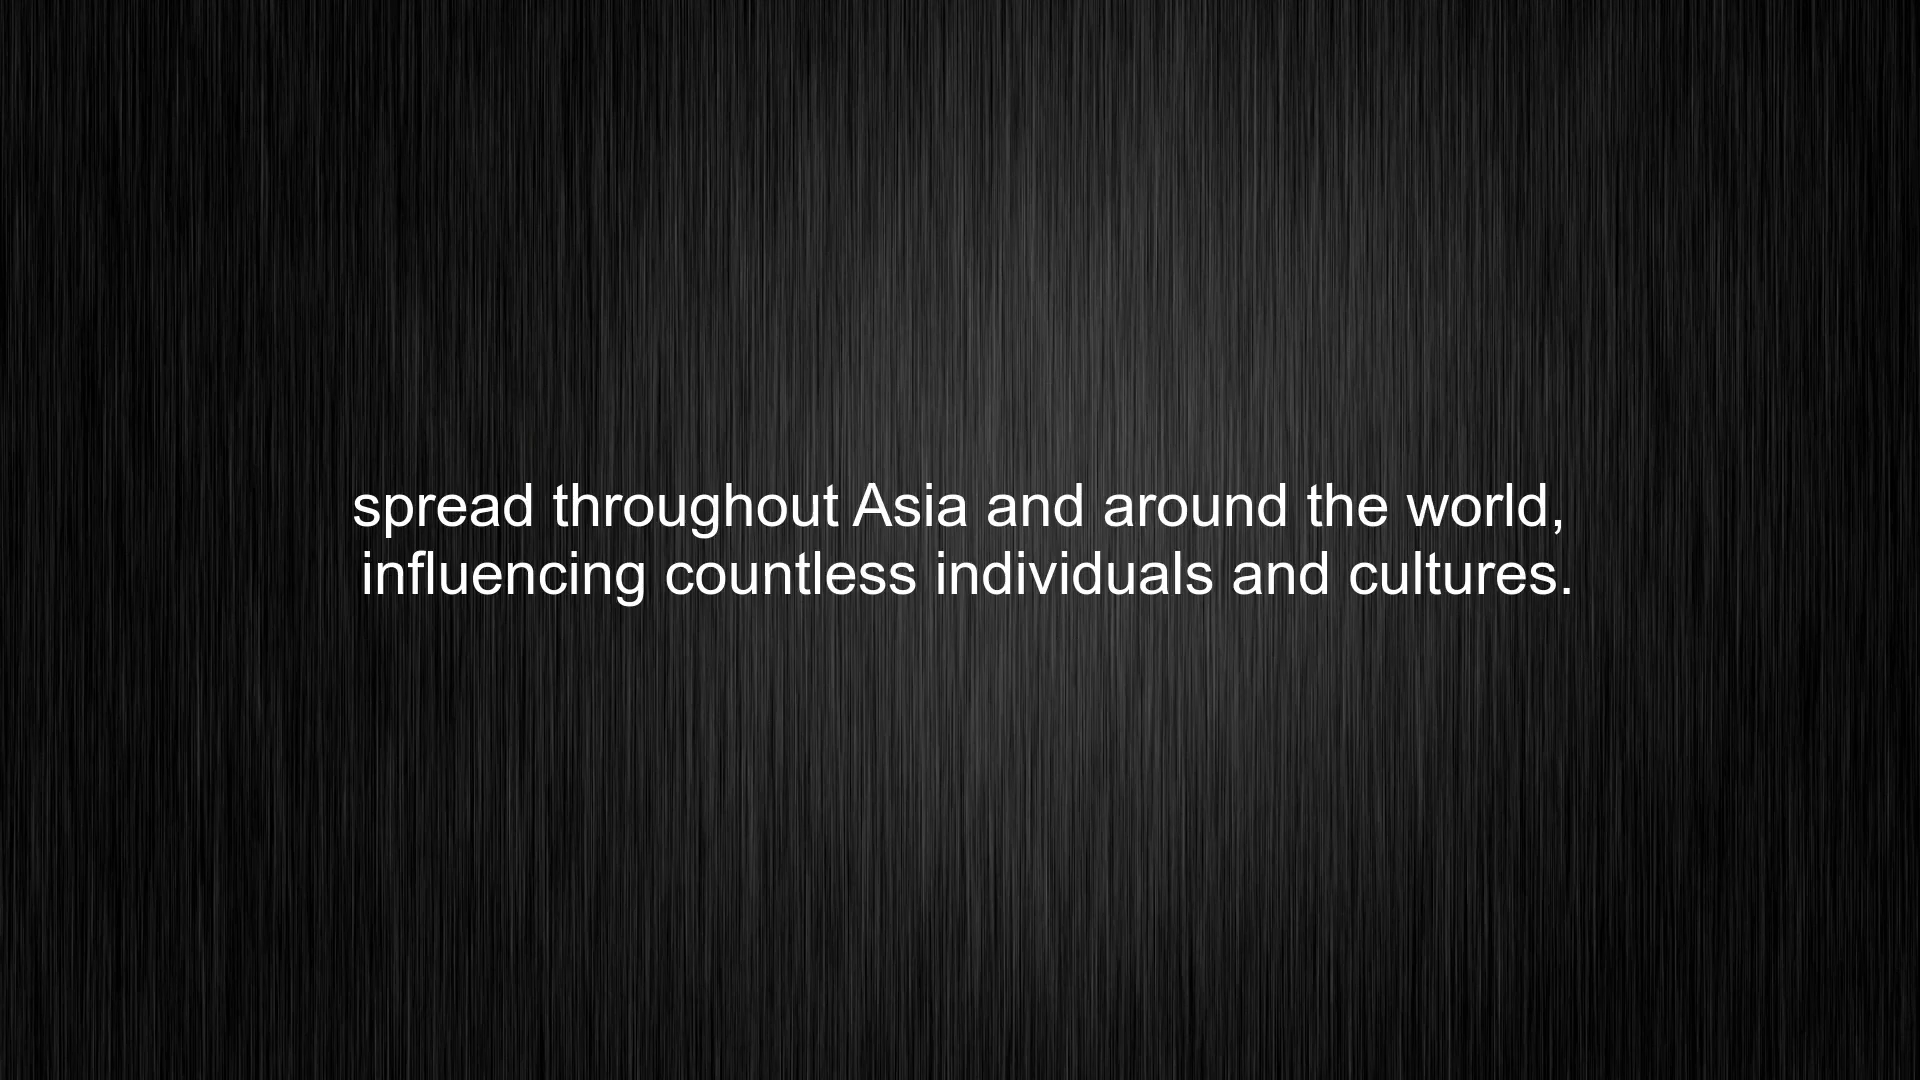 spread throughout Asia and around the world,
influencing countless individuals and cultures.